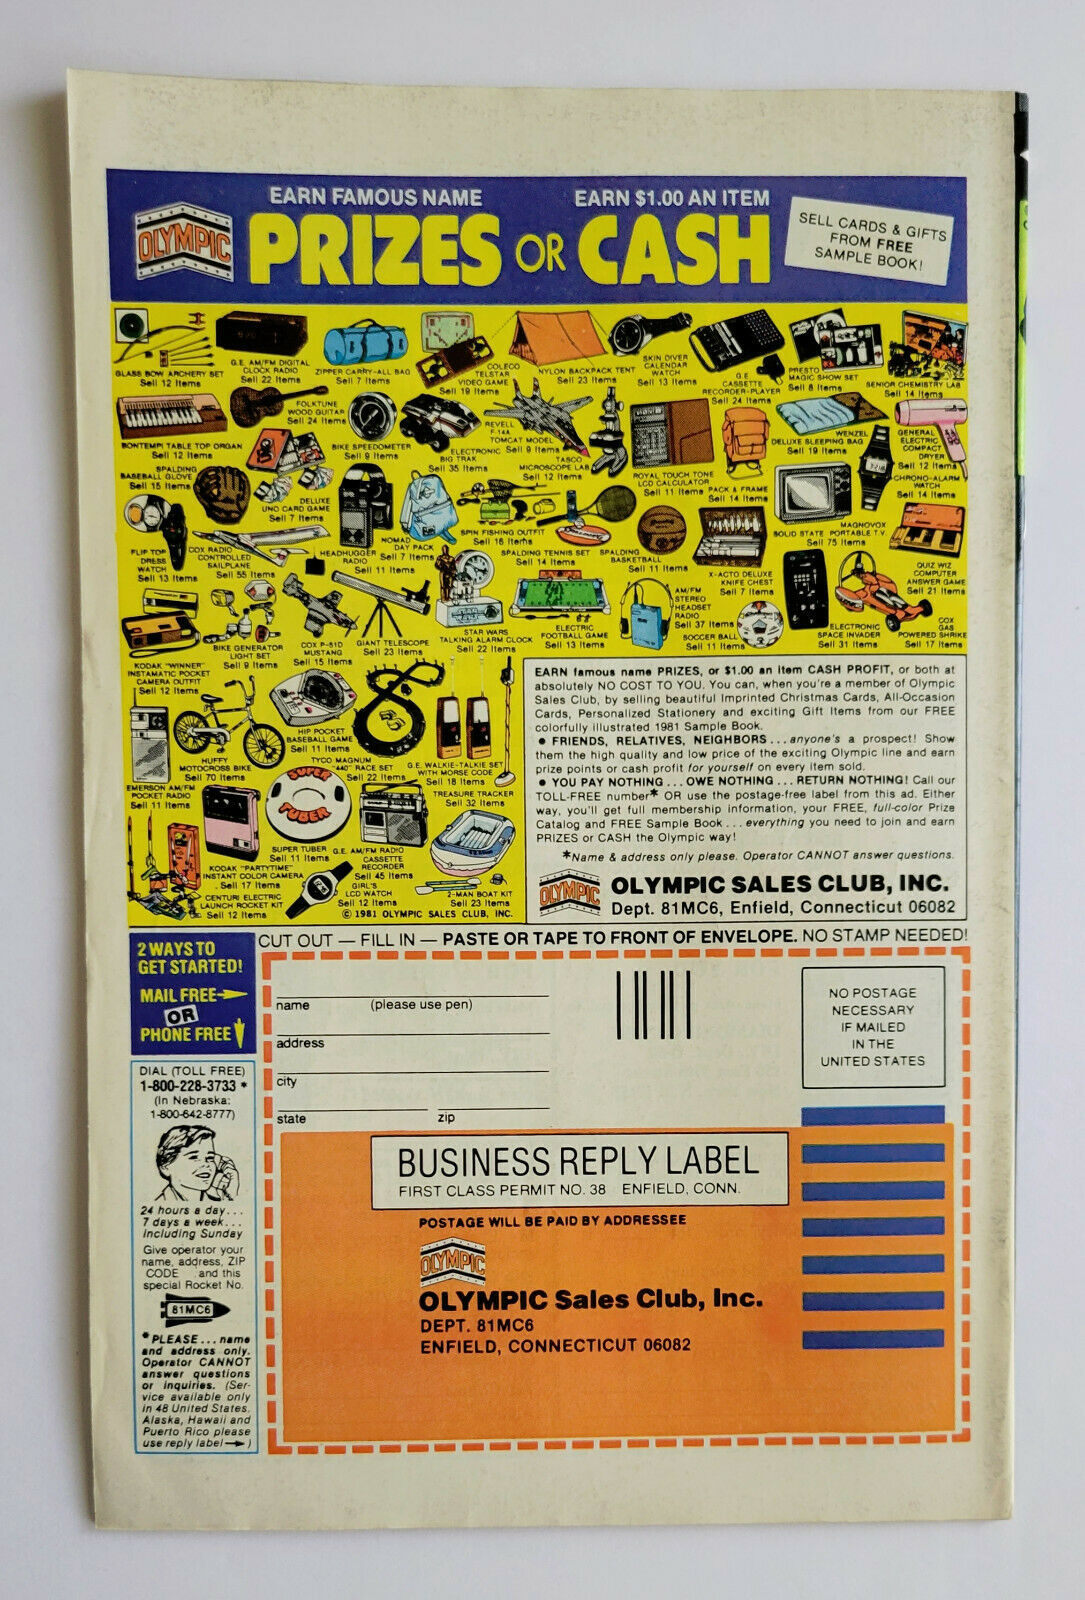 EARN FAMOUS NAME
PRIZES OR CASH
EARN $1.00 AN ITEM
OLYMPIC
SELL CARDS & GIFTS
FROM FREE
SAMPLE BOOK!
GLASS BOW ARCHERY SET
Sell 12 Items
G.E. AM/FM DIGITAL
CLOCK RADIO
Sell 22 Items
ZIPPER CARRY-ALL BAG
Sell 7 Items
COLECO
TELSTAR
VIDEO GAME
Sell 19 Items
NYLON BACKPACK TENT
Sell 23 Items
SKIN DIVER
CALENDAR
WATCH
Sell 13 Items
G.E.
CASSETTE
RECORDER-PLAYER
Sell 24 Items
PRESTO
MAGIC SHOW SET
Sell 8 Items
SENIOR CHEMISTRY LAB
Sell 14 Items
BONTEMPI TABLE TOP ORGAN
Sell 12 Items
FOLKTUNE
WOOD GUITAR
Sell 24 Items
BIKE SPEEDOMETER
Sell 9 Items
ELECTRONIC
BIG TRAK
Sell 35 Items
REVELL
F-14A
TOMCAT MODEL
Sell 9 Items
TASCO
MICROSCOPE LAB
Sell 12 Items
ROYAL TOUCH TONE
LCD CALCULATOR
Sell 11 Items
PACK & FRAME
Sell 14 Items
WENZEL
DELUXE SLEEPING BAG
Sell 19 Items
GENERAL
ELECTRIC
COMPACT
DRYER
Sell 12 Items
CHRONO-ALARM
WATCH
Sell 14 Items
SPALDING
BASEBALL GLOVE
Sell 15 Items
DELUXE
UNO CARD GAME
Sell 7 Items
FLIP TOP
DRESS
WATCH
Sell 13 Items
COX RADIO
CONTROLLED
SAILPLANE
Sell 55 Items
HEADHUGGER
RADIO
Sell 11 Items
NOMAD
DAY PACK
Sell 7 Items
SPIN FISHING OUTFIT
Sell 16 Items
SPALDING TENNIS SET
Sell 14 Items
SPALDING
BASKETBALL
Sell 11 Items
X-ACTO DELUXE
KNIFE CHEST
Sell 7 Items
MAGNOVOX
SOLID STATE PORTABLE T.V.
Sell 75 Items
QUIZ WIZ
COMPUTER
ANSWER GAME
Sell 21 Items
KODAK "WINNER"
INSTAMATIC POCKET
CAMERA OUTFIT
Sell 12 Items
BIKE GENERATOR
LIGHT SET
Sell 9 Items
COX P-51D
MUSTANG
Sell 15 Items
GIANT TELESCOPE
Sell 23 Items
STAR WARS
TALKING ALARM CLOCK
Sell 22 Items
ELECTRIC
FOOTBALL GAME
Sell 13 Items
AM/FM
STEREO
HEADSET
RADIO
Sell 37 Items
SOCCER BALL
Sell 11 Items
ELECTRONIC
SPACE INVADER
Sell 31 Items
COX
GAS
POWERED SHRIKE
Sell 17 Items
EMERSON AM/FM
POCKET RADIO
Sell 11 Items
HUFFY
MOTOCROSS BIKE
Sell 70 Items
HIP POCKET
BASEBALL GAME
Sell 11 Items
TYCO MAGNUM
"440" RACE SET
Sell 22 Items
G.E. WALKIE-TALKIE SET
WITH MORSE CODE
Sell 18 Items
TREASURE TRACKER
Sell 32 Items
SUPER
TUBER
SUPER TUBER
Sell 11 Items
G.E. AM/FM RADIO
CASSETTE
RECORDER
Sell 45 Items
KODAK "PARTYTIME"
INSTANT COLOR CAMERA
Sell 17 Items
CENTURI ELECTRIC
LAUNCH ROCKET KIT
Sell 12 Items
GIRL'S
LCD WATCH
Sell 12 Items
2-MAN BOAT KIT
Sell 23 Items
© 1981 OLYMPIC SALES CLUB, INC.
EARN famous name PRIZES, or $1.00 an item CASH PROFIT, or both at
absolutely NO COST TO YOU. You can, when you're a member of Olympic
Sales Club, by selling beautiful Imprinted Christmas Cards, All-Occasion
Cards, Personalized Stationery and exciting Gift Items from our FREE
colorfully illustrated 1981 Sample Book.
● FRIENDS, RELATIVES, NEIGHBORS...anyone's a prospect! Show
them the high quality and low price of the exciting Olympic line and earn
prize points or cash profit for yourself on every item sold.
● YOU PAY NOTHING... OWE NOTHING... RETURN NOTHING! Call our
TOLL-FREE number* OR use the postage-free label from this ad. Either
way, you'll get full membership information, your FREE, full-color Prize
Catalog and FREE Sample Book...everything you need to join and earn
PRIZES or CASH the Olympic way!
*Name & address only please. Operator CANNOT answer questions.
OLYMPIC
OLYMPIC SALES CLUB, INC.
Dept. 81MC6, Enfield, Connecticut 06082
2 WAYS TO
GET STARTED!
MAIL FREE
OR
PHONE FREE
CUT OUT — FILL IN — PASTE OR TAPE TO FRONT OF ENVELOPE. NO STAMP NEEDED!
name (please use pen)
address
city
state zip
NO POSTAGE
NECESSARY
IF MAILED
IN THE
UNITED STATES
DIAL (TOLL FREE)
1-800-228-3733 *
(In Nebraska:
1-800-642-8777)
24 hours a day...
7 days a week...
Including Sunday
Give operator your
name, address, ZIP
CODE and this
special Rocket No.
81MC6
*PLEASE...name
and address only.
Operator CANNOT
answer questions
or inquiries. (Ser-
vice available only
in 48 United States.
Alaska, Hawaii and
Puerto Rico please
use reply label )
BUSINESS REPLY LABEL
FIRST CLASS PERMIT NO. 38 ENFIELD, CONN.
POSTAGE WILL BE PAID BY ADDRESSEE
OLYMPIC
OLYMPIC Sales Club, Inc.
DEPT. 81MC6
ENFIELD, CONNECTICUT 06082